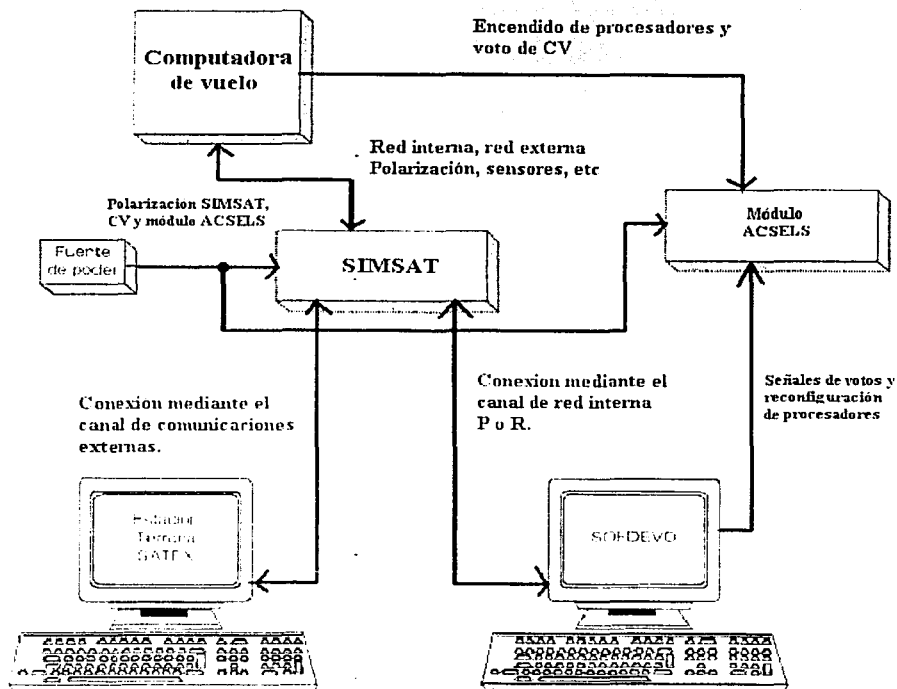 Encendido de procesadores y
voto de CV
Computadora
de vuelo
Red interna, red externa
Polarización, sensores, etc
Polarizacion SIMSAT,
CV y módulo ACSELS
Fuente
de poder
SIMSAT
Módulo
ACSELS
Conexion mediante el
canal de comunicaciones
externas.
Conexion mediante el
canal de red interna
P o R.
Señales de votos y
reconfiguración
de procesadores
Estacion
SATEX